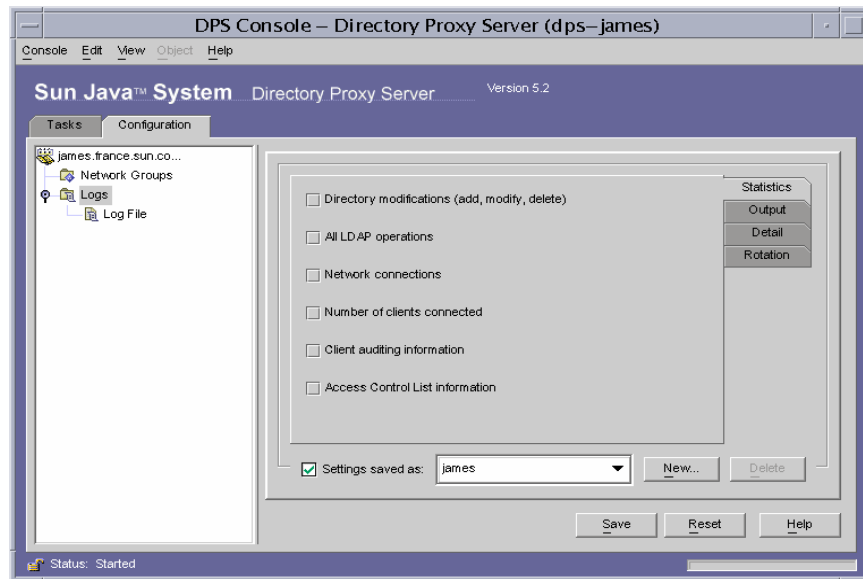 DPS Console – Directory Proxy Server (dps–james)
Console Edit View Object Help
Sun Java™ System Directory Proxy Server Version 5.2
Tasks Configuration
james.france.sun.co...
Network Groups
Logs
Log File
Statistics
Output
Detail
Rotation
Directory modifications (add, modify, delete)
All LDAP operations
Network connections
Number of clients connected
Client auditing information
Access Control List information
Settings saved as: james New... Delete
Save Reset Help
Status: Started